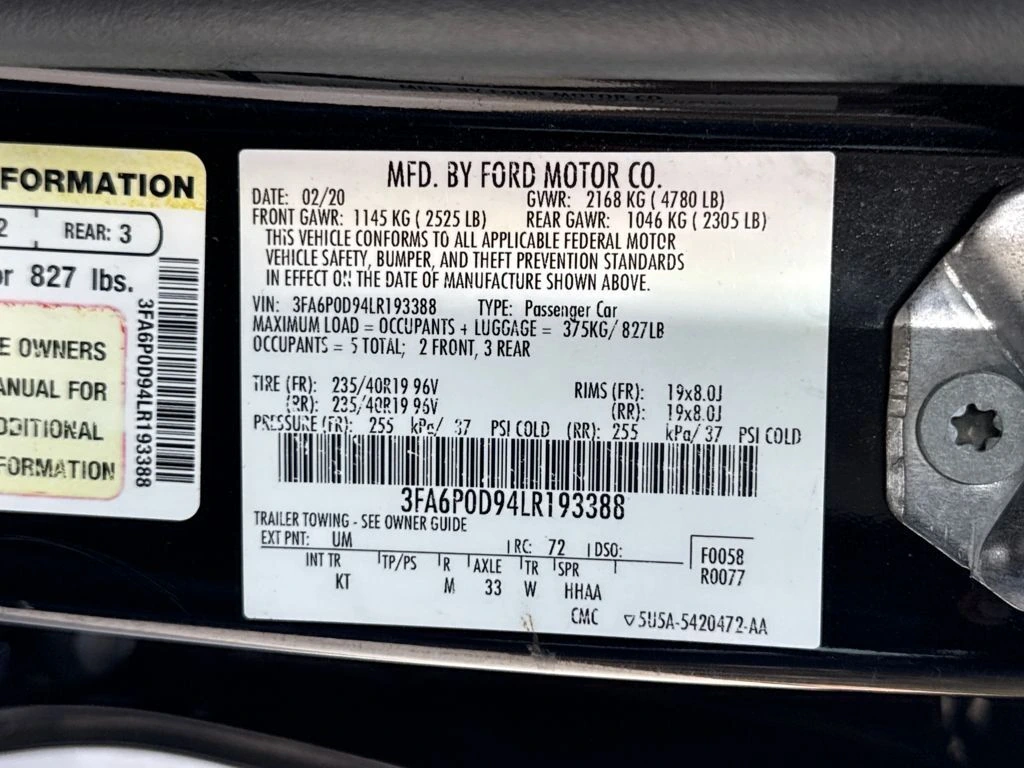 FORMATION
2 REAR: 3
or 827 lbs.
E OWNERS
ANUAL FOR
DDITIONAL
FORMATION
3FA6P0D94LR193388
MFD. BY FORD MOTOR CO.
DATE: 02/20 GVWR: 2168 KG ( 4780 LB)
FRONT GAWR: 1145 KG ( 2525 LB) REAR GAWR: 1046 KG ( 2305 LB)
THIS VEHICLE CONFORMS TO ALL APPLICABLE FEDERAL MOTOR
VEHICLE SAFETY, BUMPER, AND THEFT PREVENTION STANDARDS
IN EFFECT ON THE DATE OF MANUFACTURE SHOWN ABOVE.
VIN: 3FA6P0D94LR193388 TYPE: Passenger Car
MAXIMUM LOAD = OCCUPANTS + LUGGAGE = 375KG/ 827LB
OCCUPANTS = 5 TOTAL; 2 FRONT, 3 REAR
TIRE (FR): 235/40R19 96V RIMS (FR): 19x8.0J
(RR): 235/40R19 96V (RR): 19x8.0J
PRESSURE (FR): 255 kPa/ 37 PSI COLD (RR): 255 kPa/ 37 PSI COLD
3FA6P0D94LR193388
TRAILER TOWING - SEE OWNER GUIDE
EXT PNT: UM RC: 72 DSO: F0058
INT TR TP/PS R AXLE TR SPR R0077
KT M 33 W HHAA
CMC 5U5A-5420472-AA